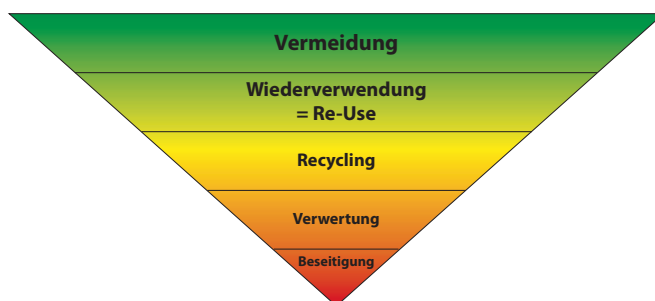 Vermeidung
Wiederverwendung
= Re-Use
Recycling
Verwertung
Beseitigung